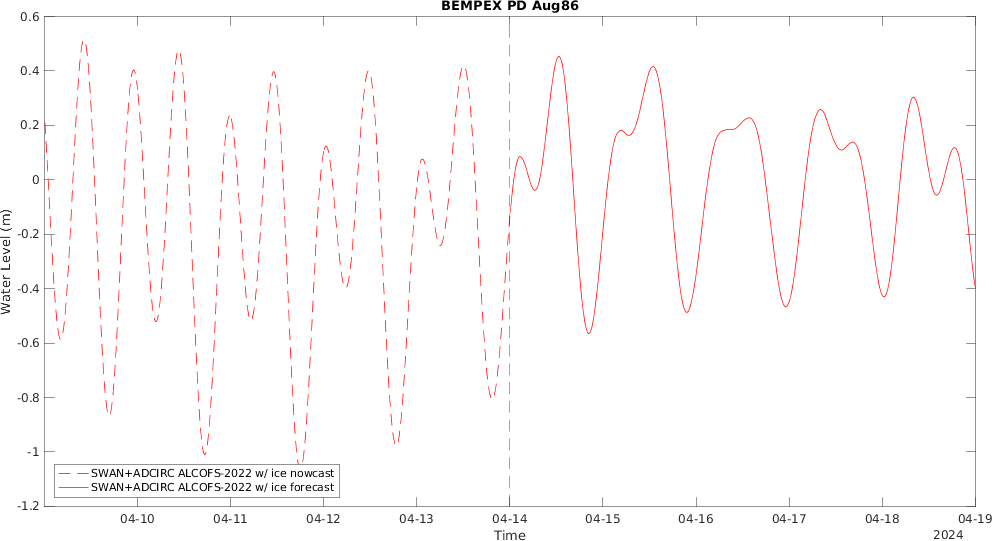 BEMPEX PD Aug86
0.6
0.4
0.2
0
-0.2
-0.4
-0.6
-0.8
-1
-1.2
Water Level (m)
SWAN+ADCIRC ALCOFS-2022 w/ ice nowcast
SWAN+ADCIRC ALCOFS-2022 w/ ice forecast
04-10 04-11 04-12 04-13 04-14 04-15 04-16 04-17 04-18 04-19
Time
2024